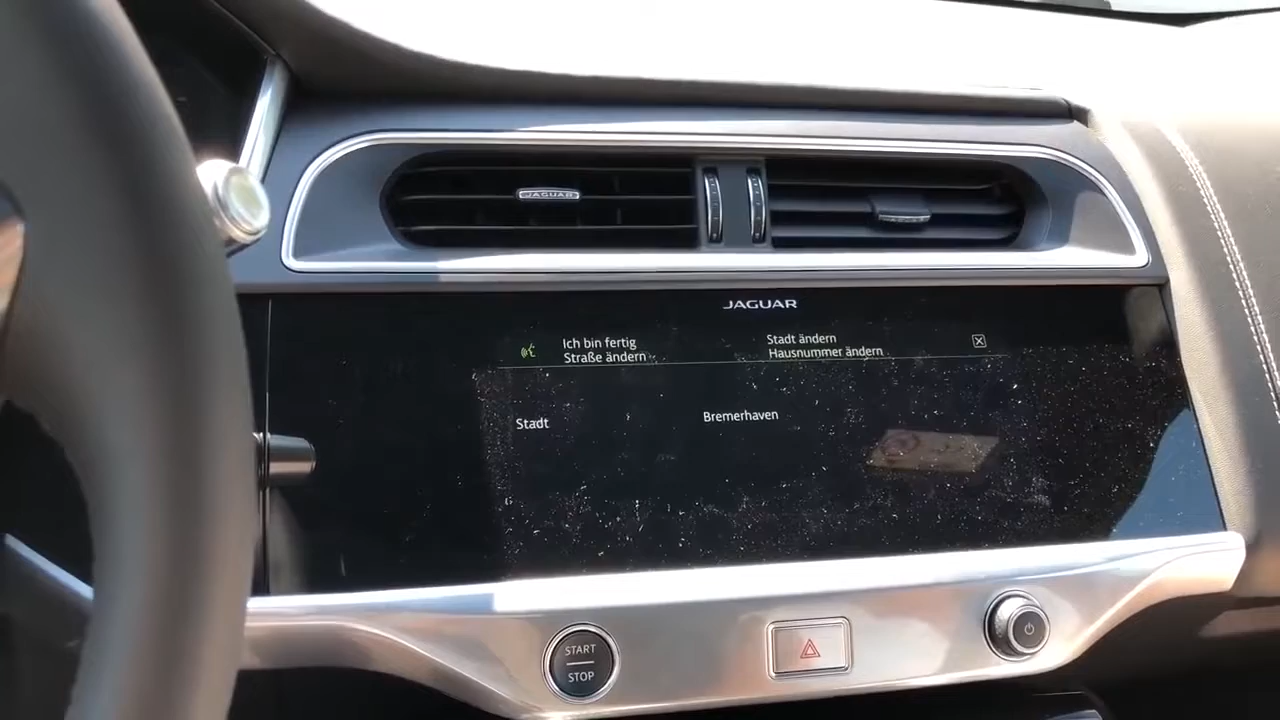 JAGUAR
JAGUAR
Ich bin fertig
Straße ändern
Stadt ändern
Hausnummer ändern
Stadt
Bremerhaven
START
STOP